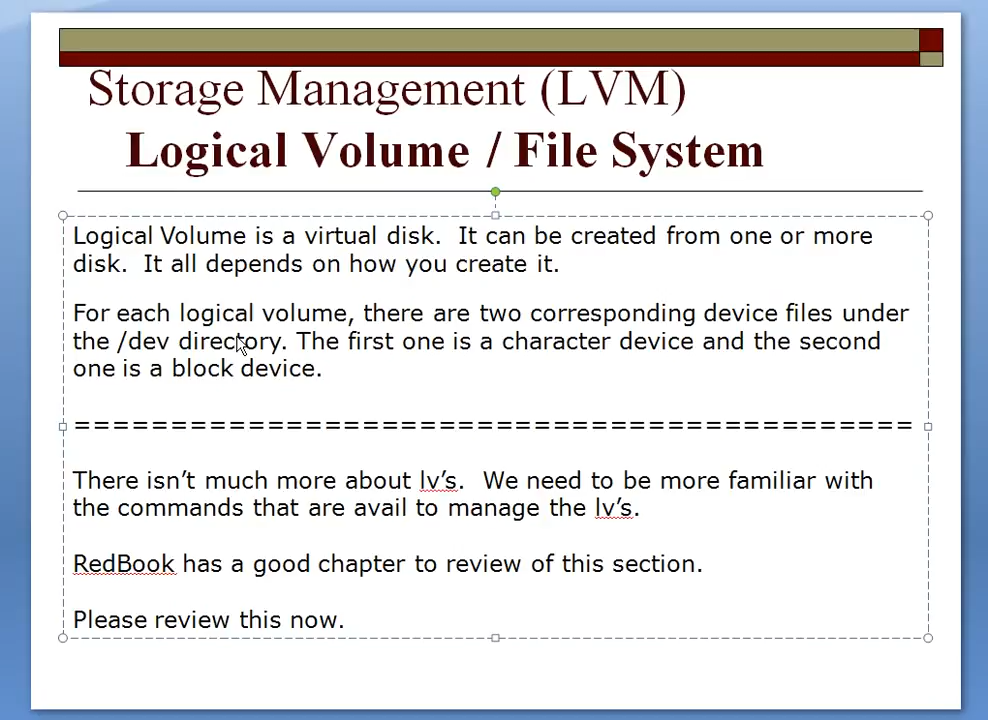 Storage Management (LVM)
Logical Volume / File System
Logical Volume is a virtual disk.  It can be created from one or more
disk.  It all depends on how you create it.
For each logical volume, there are two corresponding device files under
the /dev directory. The first one is a character device and the second
one is a block device.
============================================
There isn’t much more about lv’s.  We need to be more familiar with
the commands that are avail to manage the lv’s.
RedBook has a good chapter to review of this section.
Please review this now.